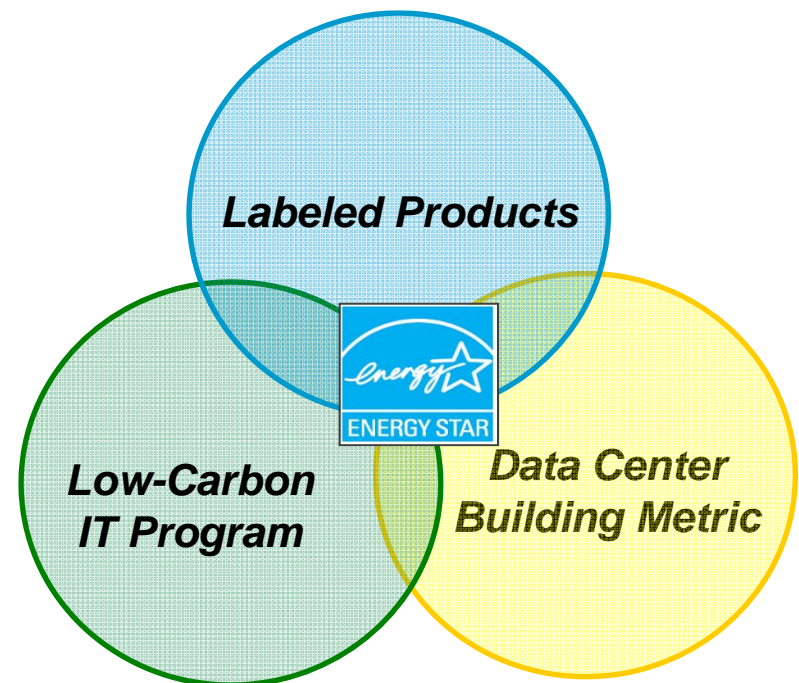 Labeled Products
energy
ENERGY STAR
Low-Carbon
IT Program
Data Center
Building Metric